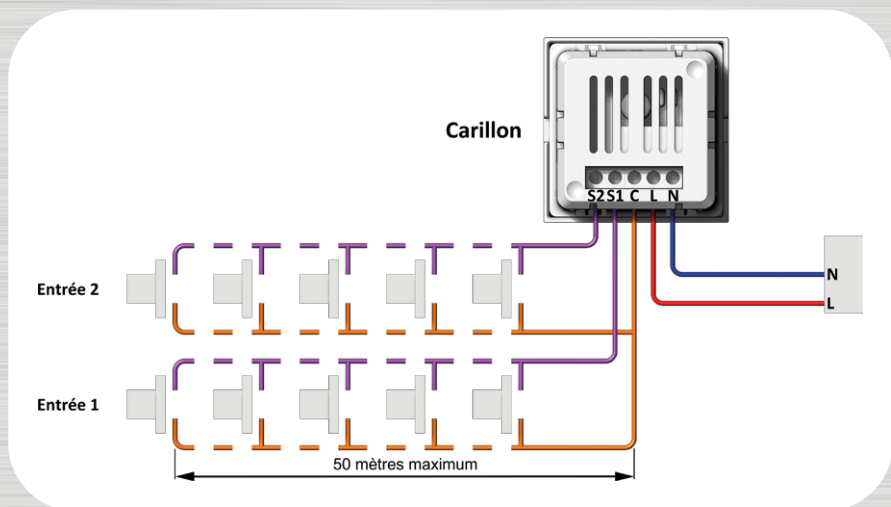 Carillon
S2 S1 C L N
N
Entrée 2
L
Entrée 1
50 mètres maximum